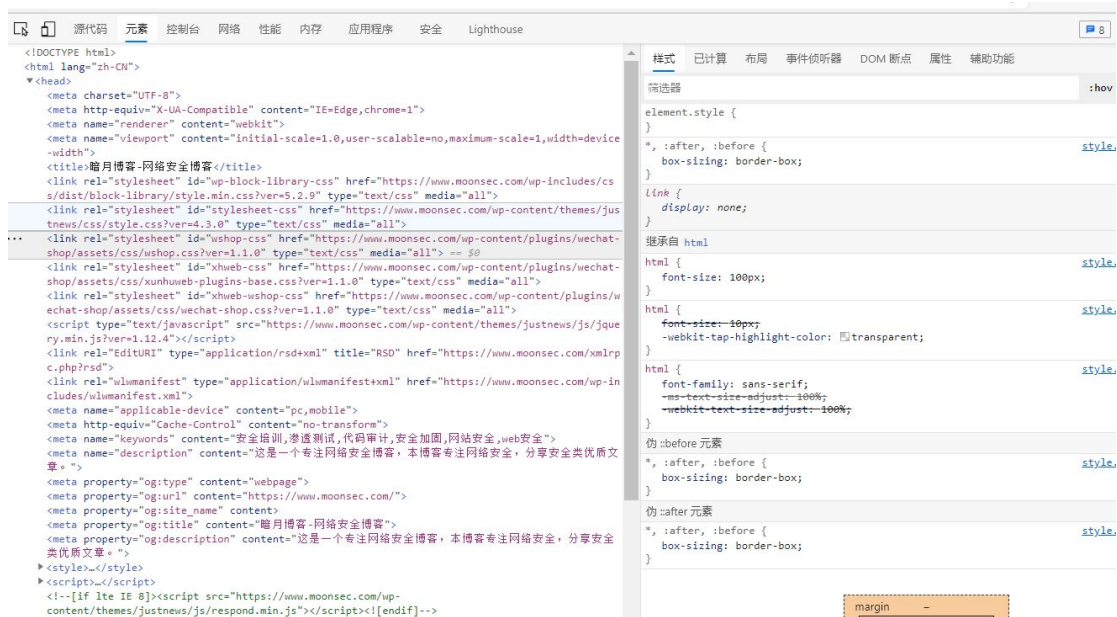 源代码 元素 控制台 网络 性能 内存 应用程序 安全 Lighthouse 8
<!DOCTYPE html>
<html lang="zh-CN">
▼<head>
<meta charset="UTF-8">
<meta http-equiv="X-UA-Compatible" content="IE=Edge,chrome=1">
<meta name="renderer" content="webkit">
<meta name="viewport" content="initial-scale=1.0,user-scalable=no,maximum-scale=1,width=device
-width">
<title>暗月博客-网络安全博客</title>
<link rel="stylesheet" id="wp-block-library-css" href="https://www.moonsec.com/wp-includes/cs
s/dist/block-library/style.min.css?ver=5.2.9" type="text/css" media="all">
<link rel="stylesheet" id="stylesheet-css" href="https://www.moonsec.com/wp-content/themes/jus
tnews/css/style.css?ver=4.3.0" type="text/css" media="all">
... <link rel="stylesheet" id="wshop-css" href="https://www.moonsec.com/wp-content/plugins/wechat-
shop/assets/css/wshop.css?ver=1.1.0" type="text/css" media="all"> == $0
<link rel="stylesheet" id="xhweb-css" href="https://www.moonsec.com/wp-content/plugins/wechat-
shop/assets/css/xunhuweb-plugins-base.css?ver=1.1.0" type="text/css" media="all">
<link rel="stylesheet" id="xhweb-wshop-css" href="https://www.moonsec.com/wp-content/plugins/w
echat-shop/assets/css/wechat-shop.css?ver=1.1.0" type="text/css" media="all">
<script type="text/javascript" src="https://www.moonsec.com/wp-content/themes/justnews/js/jque
ry.min.js?ver=1.12.4"></script>
<link rel="EditURI" type="application/rsd+xml" title="RSD" href="https://www.moonsec.com/xmlrp
c.php?rsd">
<link rel="wlwmanifest" type="application/wlwmanifest+xml" href="https://www.moonsec.com/wp-in
cludes/wlwmanifest.xml">
<meta name="applicable-device" content="pc,mobile">
<meta http-equiv="Cache-Control" content="no-transform">
<meta name="keywords" content="安全培训,渗透测试,代码审计,安全加固,网站安全,web安全">
<meta name="description" content="这是一个专注网络安全博客，本博客专注网络安全，分享安全类优质文
章。">
<meta property="og:type" content="webpage">
<meta property="og:url" content="https://www.moonsec.com/">
<meta property="og:site_name" content>
<meta property="og:title" content="暗月博客-网络安全博客">
<meta property="og:description" content="这是一个专注网络安全博客，本博客专注网络安全，分享安全
类优质文章。">
▶<style>…</style>
▶<script>…</script>
<!--[if lte IE 8]><script src="https://www.moonsec.com/wp-
content/themes/justnews/js/respond.min.js"></script><![endif]-->
样式 已计算 布局 事件侦听器 DOM 断点 属性 辅助功能
筛选器 :hov
element.style {
}
*, :after, :before { style.
box-sizing: border-box;
}
link {
display: none;
}
继承自 html
html { style.
font-size: 100px;
}
html { style.
font-size: 10px;
-webkit-tap-highlight-color: transparent;
}
html { style.
font-family: sans-serif;
-ms-text-size-adjust: 100%;
-webkit-text-size-adjust: 100%;
}
伪 ::before 元素
*, :after, :before { style.
box-sizing: border-box;
}
伪 ::after 元素
*, :after, :before { style.
box-sizing: border-box;
}
margin –